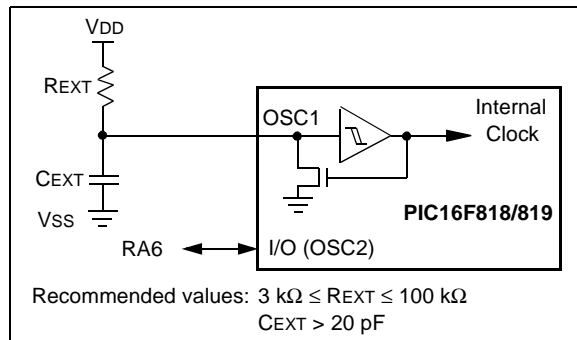 VDD
REXT
OSC1
Internal
Clock
CEXT
VSS
PIC16F818/819
RA6
I/O (OSC2)
Recommended values: 3 kΩ ≤ REXT ≤ 100 kΩ
CEXT > 20 pF